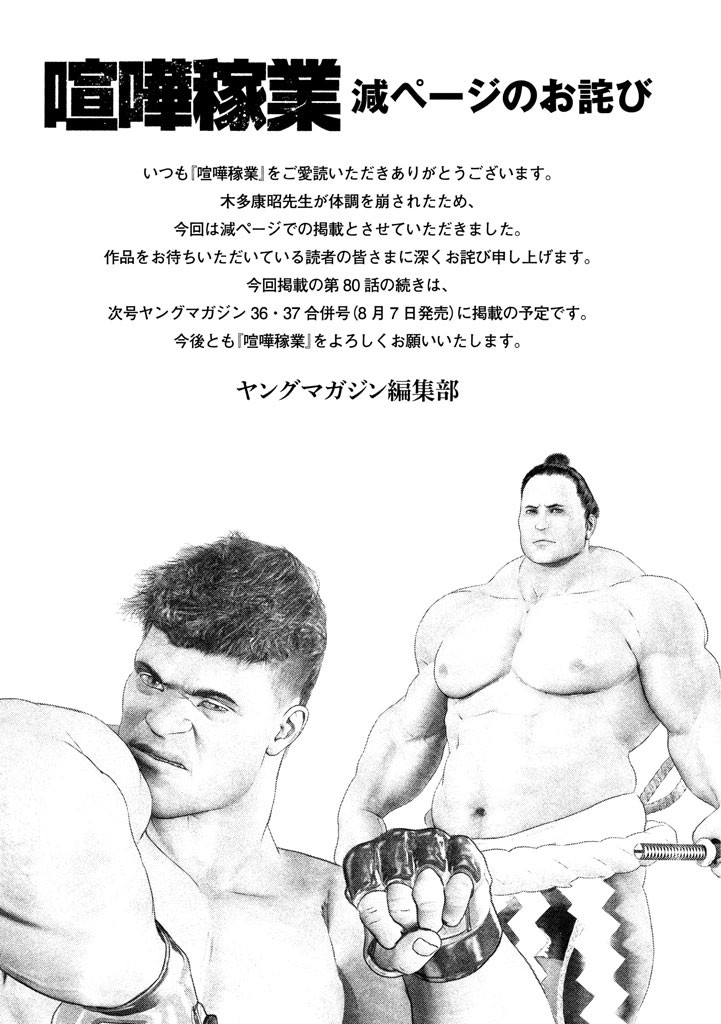 喧嘩稼業 減ページのお詫び
いつも『喧嘩稼業』をご愛読いただきありがとうございます。
木多康昭先生が体調を崩されたため、
今回は減ページでの掲載とさせていただきました。
作品をお待ちいただいている読者の皆さまに深くお詫び申し上げます。
今回掲載の第80話の続きは、
次号ヤングマガジン36・37合併号(8月7日発売)に掲載の予定です。
今後とも『喧嘩稼業』をよろしくお願いいたします。
ヤングマガジン編集部